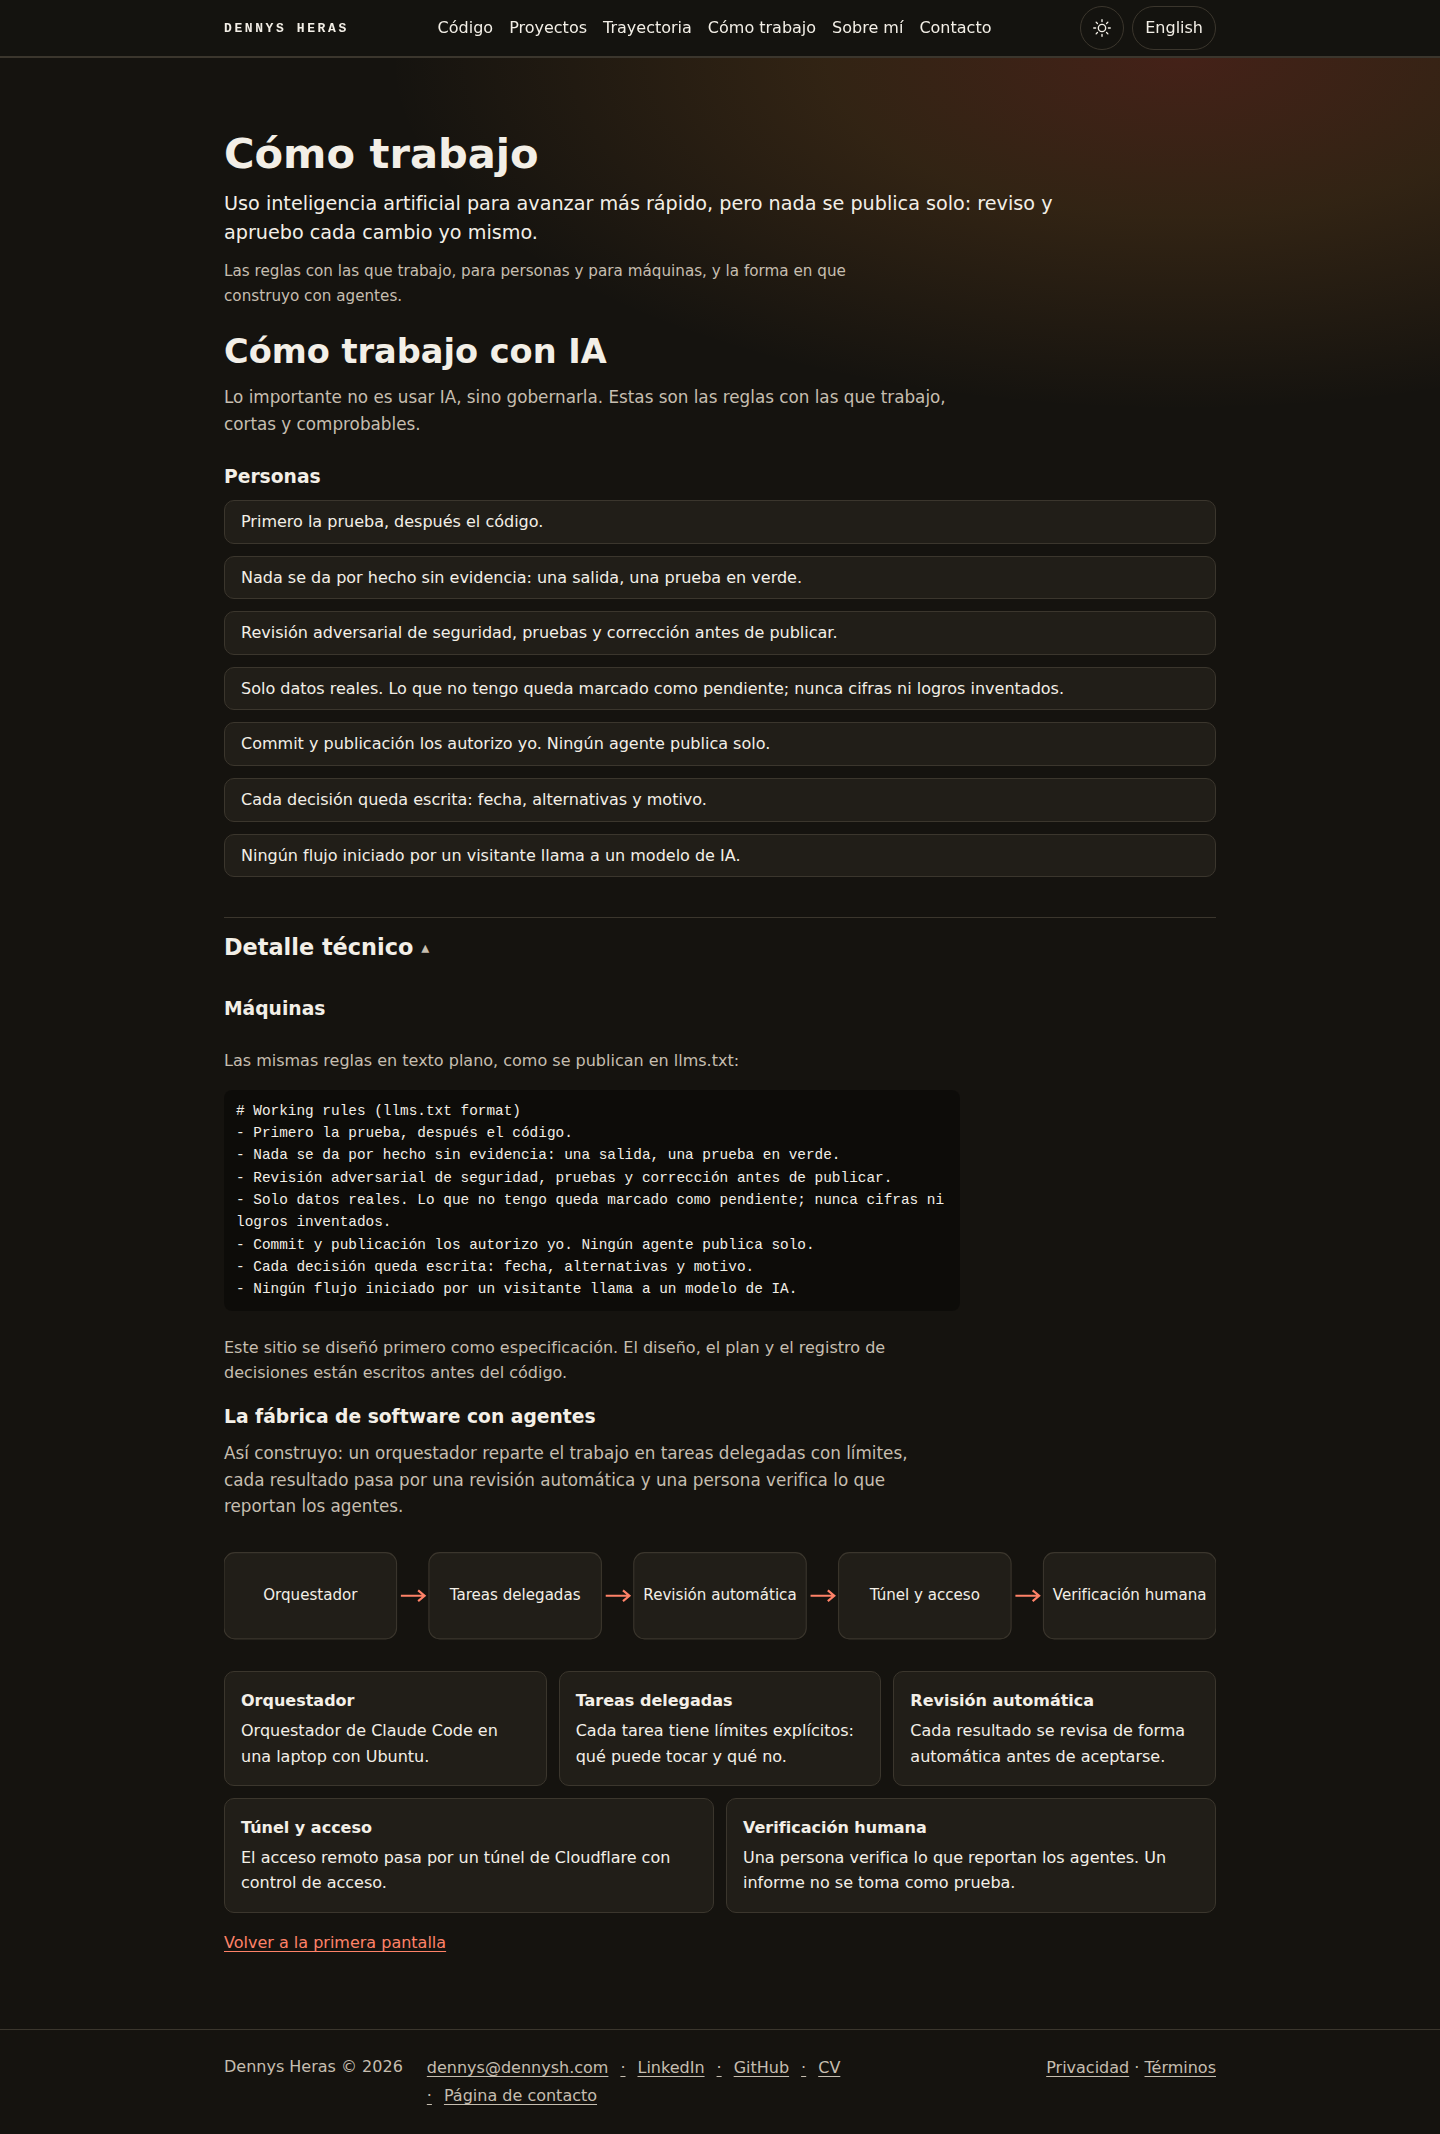 DENNYS HERAS
Código Proyectos Trayectoria Cómo trabajo Sobre mí Contacto
English
Cómo trabajo
Uso inteligencia artificial para avanzar más rápido, pero nada se publica solo: reviso y
apruebo cada cambio yo mismo.
Las reglas con las que trabajo, para personas y para máquinas, y la forma en que
construyo con agentes.
Cómo trabajo con IA
Lo importante no es usar IA, sino gobernarla. Estas son las reglas con las que trabajo,
cortas y comprobables.
Personas
Primero la prueba, después el código.
Nada se da por hecho sin evidencia: una salida, una prueba en verde.
Revisión adversarial de seguridad, pruebas y corrección antes de publicar.
Solo datos reales. Lo que no tengo queda marcado como pendiente; nunca cifras ni logros inventados.
Commit y publicación los autorizo yo. Ningún agente publica solo.
Cada decisión queda escrita: fecha, alternativas y motivo.
Ningún flujo iniciado por un visitante llama a un modelo de IA.
Detalle técnico ▴
Máquinas
Las mismas reglas en texto plano, como se publican en llms.txt:
# Working rules (llms.txt format)
- Primero la prueba, después el código.
- Nada se da por hecho sin evidencia: una salida, una prueba en verde.
- Revisión adversarial de seguridad, pruebas y corrección antes de publicar.
- Solo datos reales. Lo que no tengo queda marcado como pendiente; nunca cifras ni
logros inventados.
- Commit y publicación los autorizo yo. Ningún agente publica solo.
- Cada decisión queda escrita: fecha, alternativas y motivo.
- Ningún flujo iniciado por un visitante llama a un modelo de IA.
Este sitio se diseñó primero como especificación. El diseño, el plan y el registro de
decisiones están escritos antes del código.
La fábrica de software con agentes
Así construyo: un orquestador reparte el trabajo en tareas delegadas con límites,
cada resultado pasa por una revisión automática y una persona verifica lo que
reportan los agentes.
Orquestador
Tareas delegadas
Revisión automática
Túnel y acceso
Verificación humana
Orquestador
Orquestador de Claude Code en
una laptop con Ubuntu.
Tareas delegadas
Cada tarea tiene límites explícitos:
qué puede tocar y qué no.
Revisión automática
Cada resultado se revisa de forma
automática antes de aceptarse.
Túnel y acceso
El acceso remoto pasa por un túnel de Cloudflare con
control de acceso.
Verificación humana
Una persona verifica lo que reportan los agentes. Un
informe no se toma como prueba.
Volver a la primera pantalla
Dennys Heras © 2026
dennys@dennysh.com · LinkedIn · GitHub · CV
· Página de contacto
Privacidad · Términos